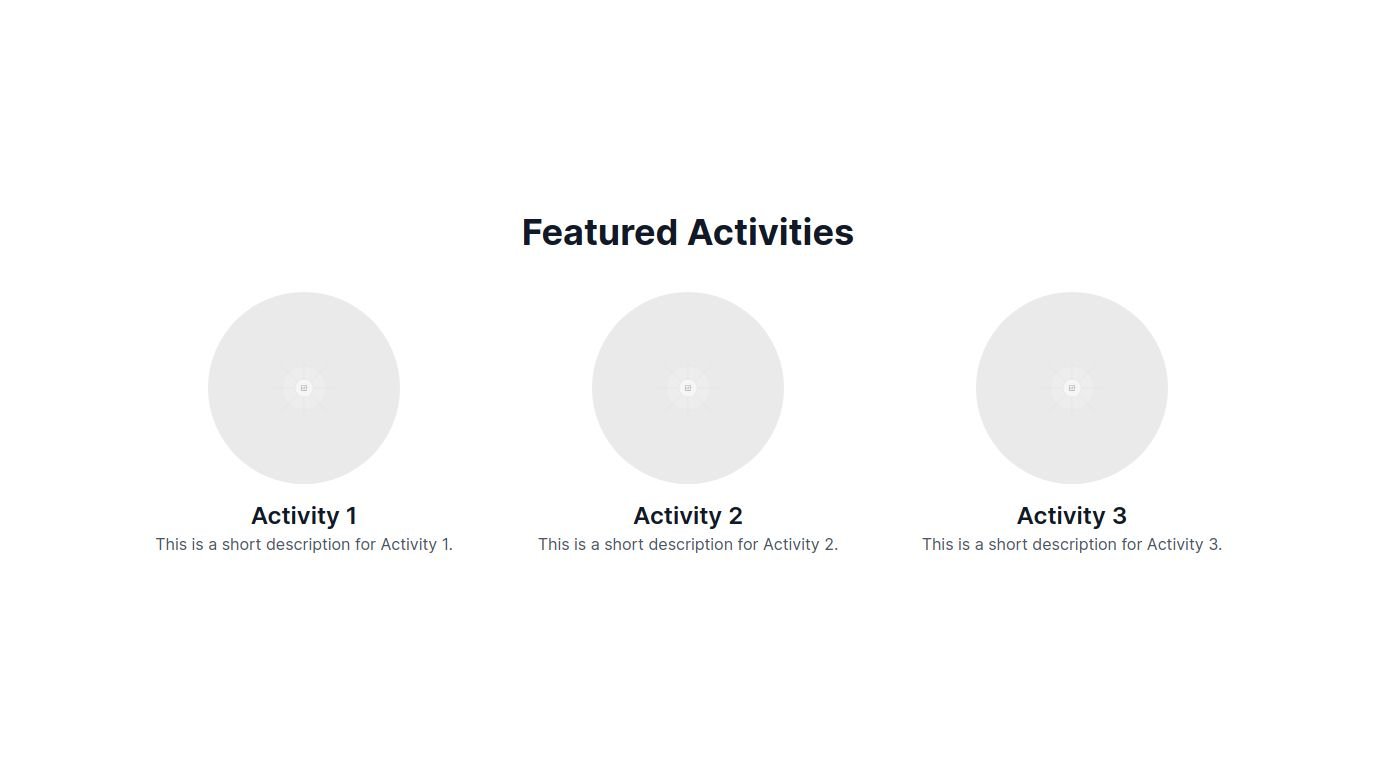 Featured Activities
Activity 1
This is a short description for Activity 1.
Activity 2
This is a short description for Activity 2.
Activity 3
This is a short description for Activity 3.